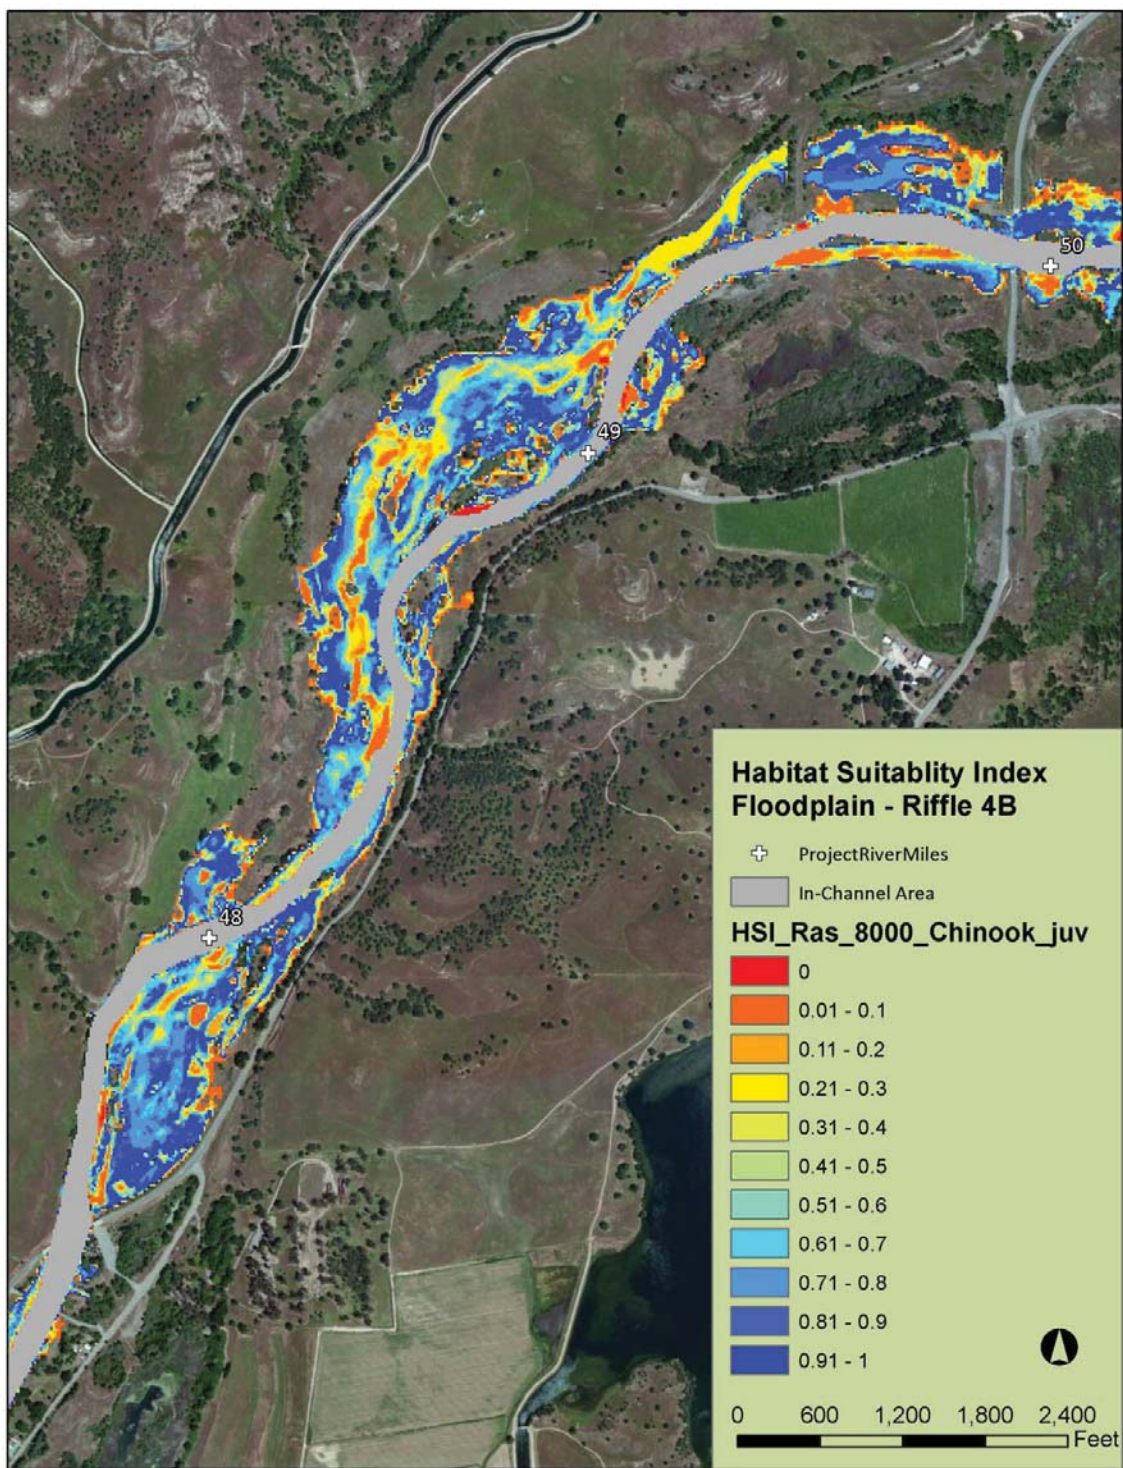 50
49
48
Habitat Suitablity Index
Floodplain - Riffle 4B
ProjectRiverMiles
In-Channel Area
HSI_Ras_8000_Chinook_juv
0
0.01 - 0.1
0.11 - 0.2
0.21 - 0.3
0.31 - 0.4
0.41 - 0.5
0.51 - 0.6
0.61 - 0.7
0.71 - 0.8
0.81 - 0.9
0.91 - 1
0 600 1,200 1,800 2,400
Feet